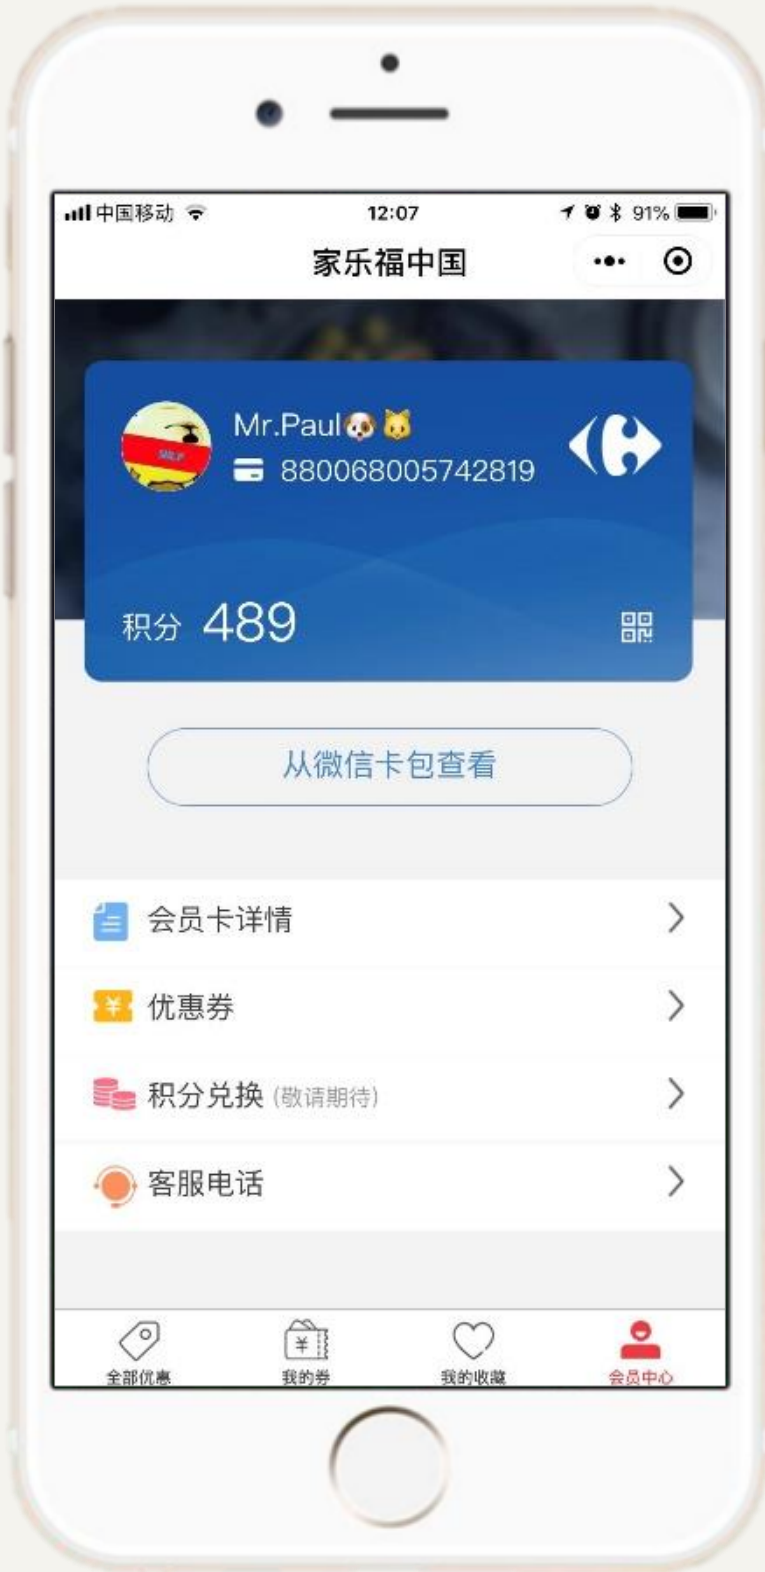 中国移动
12:07
91%
家乐福中国
Mr.Paul🐶🐱
880068005742819
积分 489
从微信卡包查看
会员卡详情
优惠券
积分兑换 (敬请期待)
客服电话
全部优惠
我的券
我的收藏
会员中心